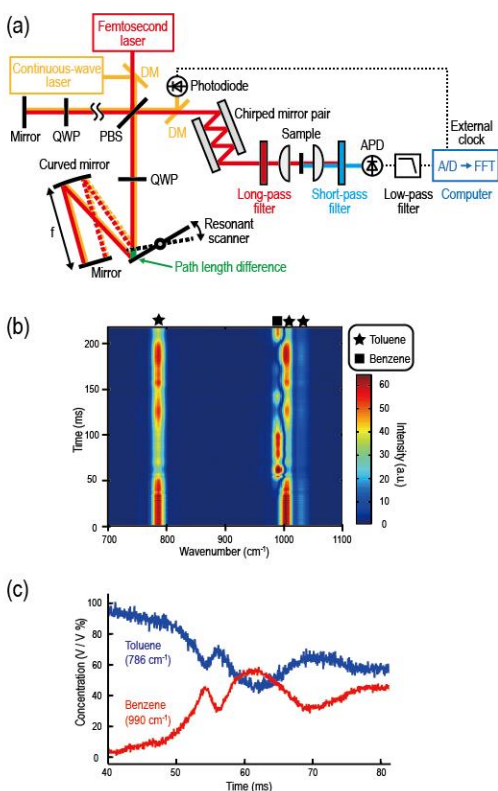 (a)
Femtosecond
laser
Continuous-wave
laser
DM
Photodiode
Chirped mirror pair
DM
Mirror
QWP
PBS
Sample
APD
External
clock
A/D → FFT
Computer
Long-pass
filter
Short-pass
filter
Low-pass
filter
Curved mirror
QWP
f
Resonant
scanner
Mirror
Path length difference
(b)
★ ■ ★ ★
★ Toluene
■ Benzene
Time (ms)
200
150
100
50
0
700 800 900 1000 1100
Wavenumber (cm⁻¹)
60
50
40
30
20
10
0
Intensity (a.u)
(c)
Concentration (V / V %)
100
80
60
40
20
0
Toluene
(786 cm⁻¹)
Benzene
(990 cm⁻¹)
40 50 60 70 80
Time (ms)